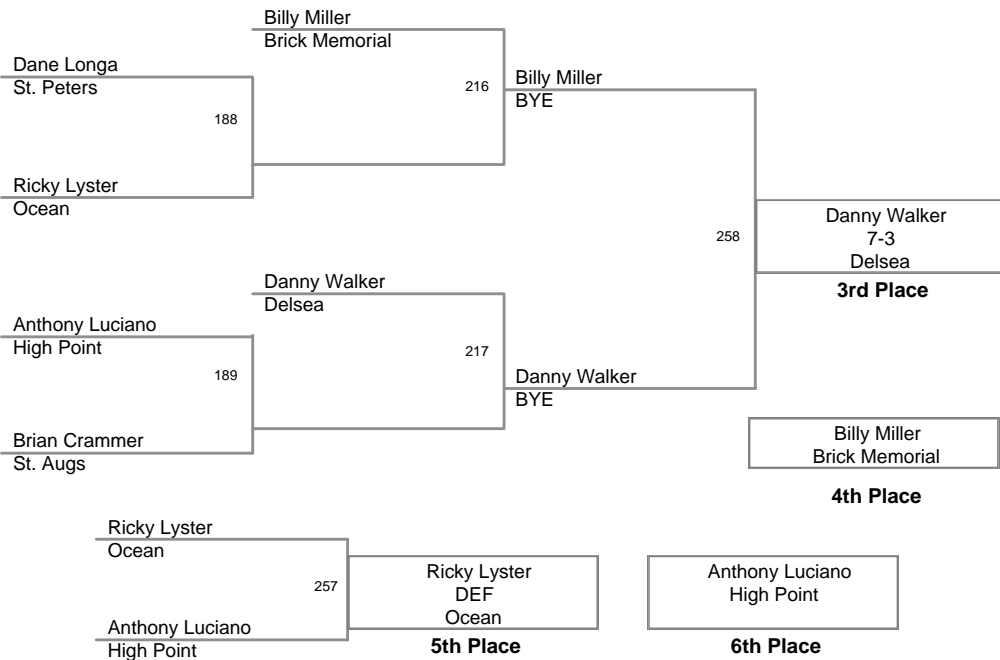 Billy Miller
Brick Memorial
Dane Longa
St. Peters
216
Billy Miller
BYE
188
Ricky Lyster
Ocean
258
Danny Walker
7-3
Delsea
3rd Place
Danny Walker
Delsea
Anthony Luciano
High Point
217
189
Danny Walker
BYE
Brian Crammer
St. Augs
Billy Miller
Brick Memorial
4th Place
Ricky Lyster
Ocean
257
Anthony Luciano
High Point
Ricky Lyster
DEF
Ocean
5th Place
Anthony Luciano
High Point
6th Place